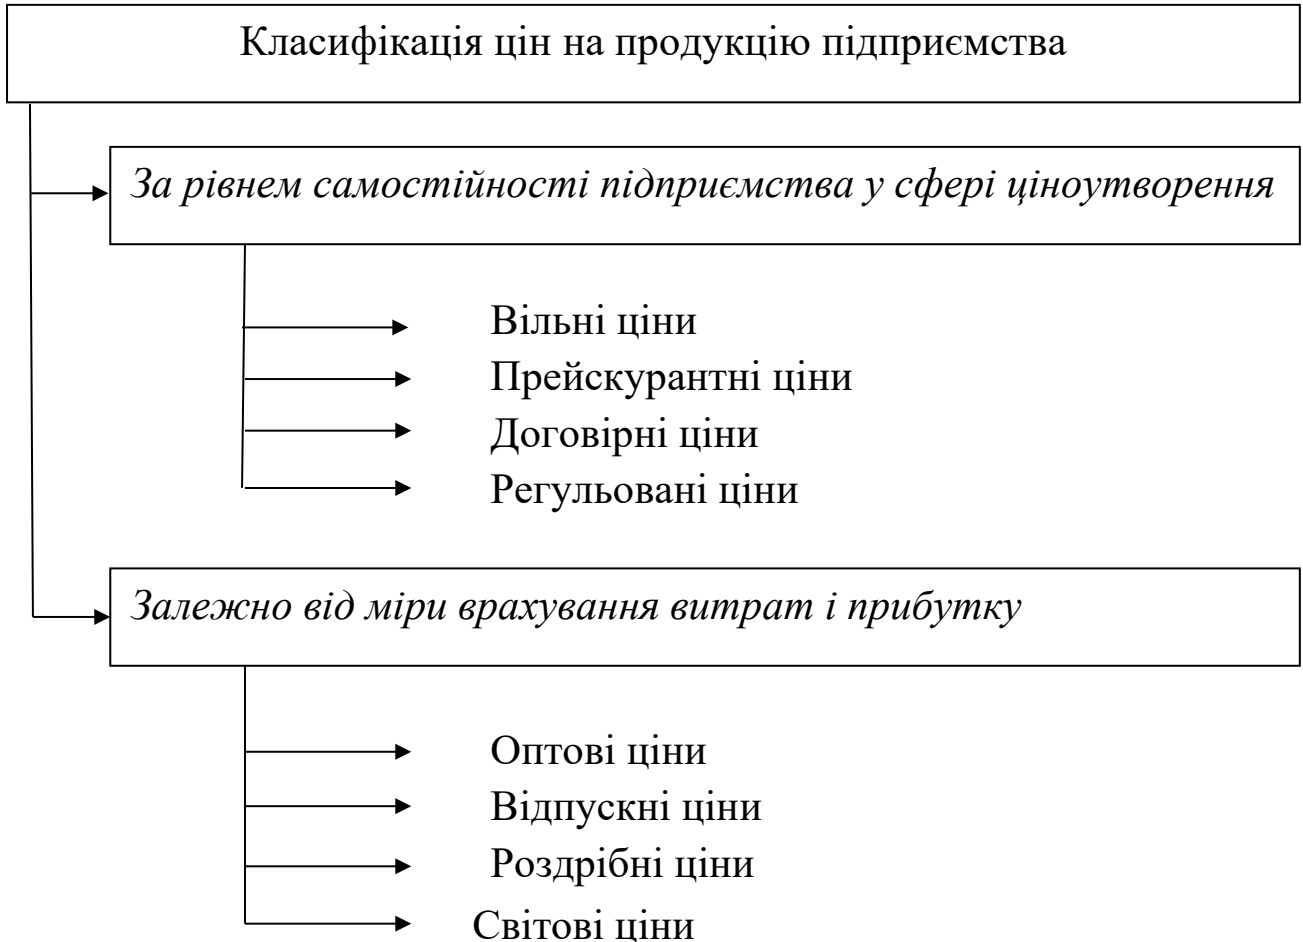 Класифікація цін на продукцію підприємства
За рівнем самостійності підприємства у сфері ціноутворення
Вільні ціни
Прейскурантні ціни
Договірні ціни
Регульовані ціни
Залежно від міри врахування витрат і прибутку
Оптові ціни
Відпускні ціни
Роздрібні ціни
Світові ціни